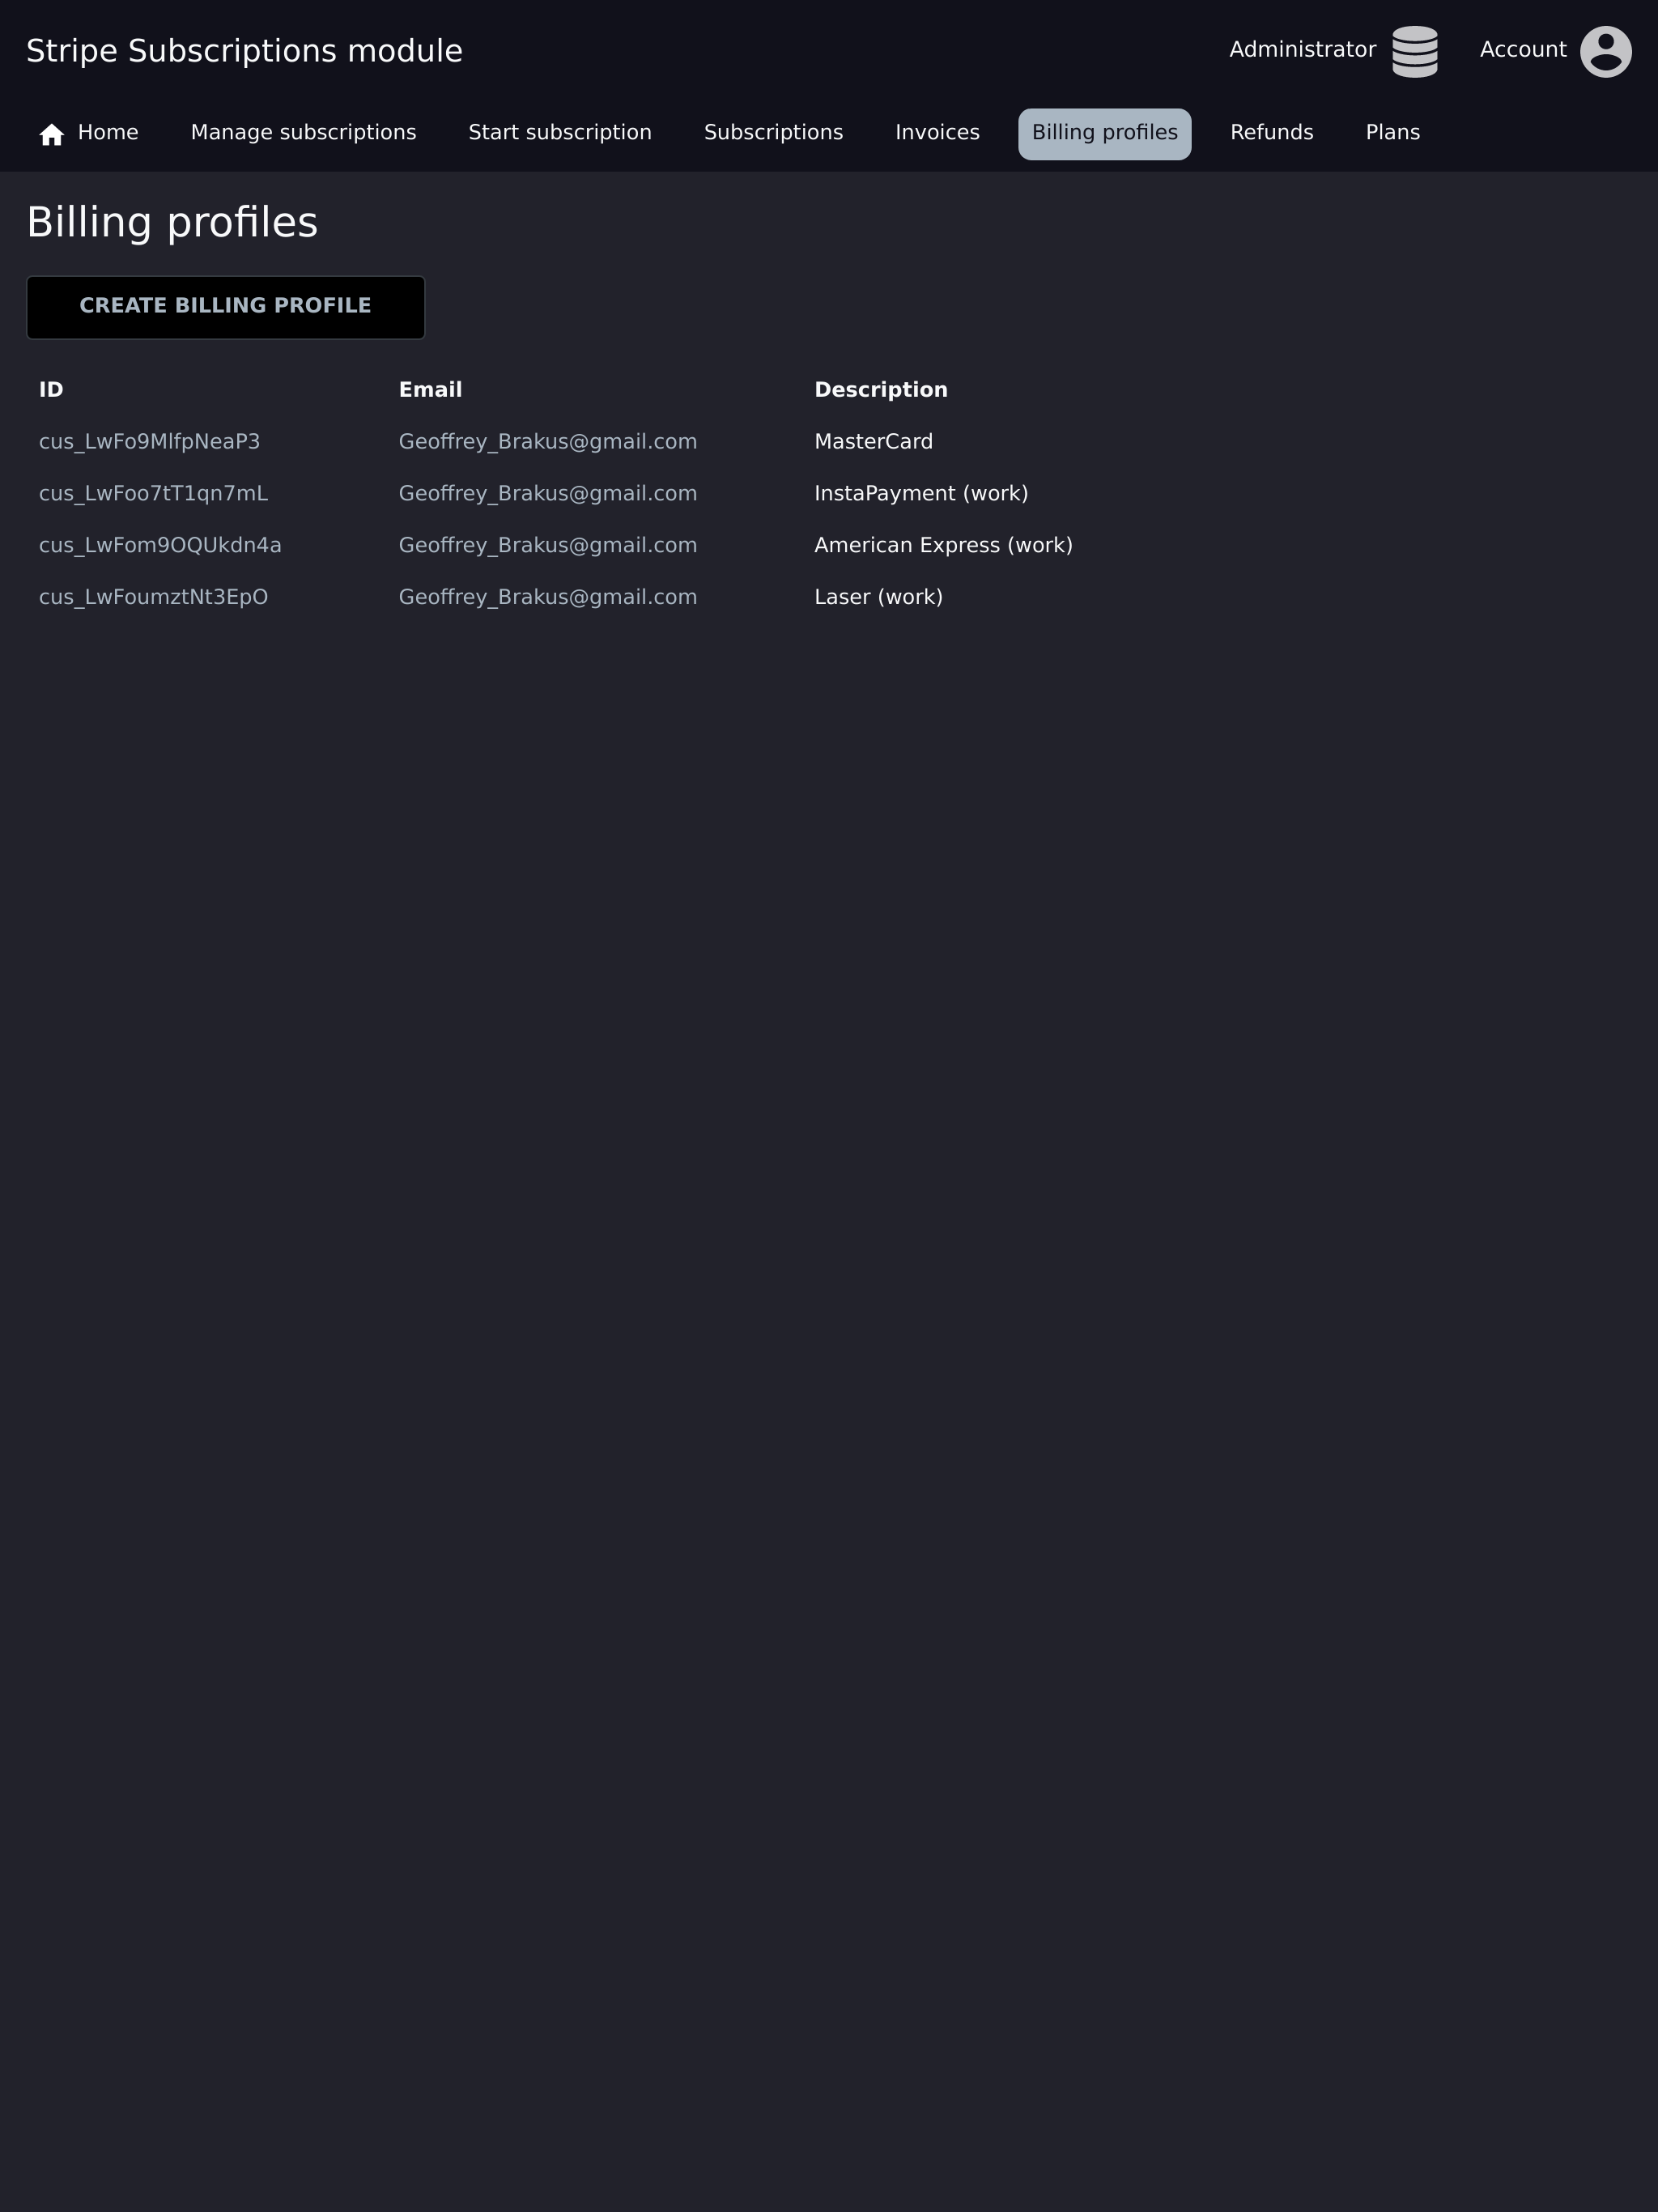 Stripe Subscriptions module
Administrator
Account
Home
Manage subscriptions
Start subscription
Subscriptions
Invoices
Billing profiles
Refunds
Plans
Billing profiles
CREATE BILLING PROFILE
ID Email Description
cus_LwFo9MlfpNeaP3 Geoffrey_Brakus@gmail.com MasterCard
cus_LwFoo7tT1qn7mL Geoffrey_Brakus@gmail.com InstaPayment (work)
cus_LwFom9OQUkdn4a Geoffrey_Brakus@gmail.com American Express (work)
cus_LwFoumztNt3EpO Geoffrey_Brakus@gmail.com Laser (work)